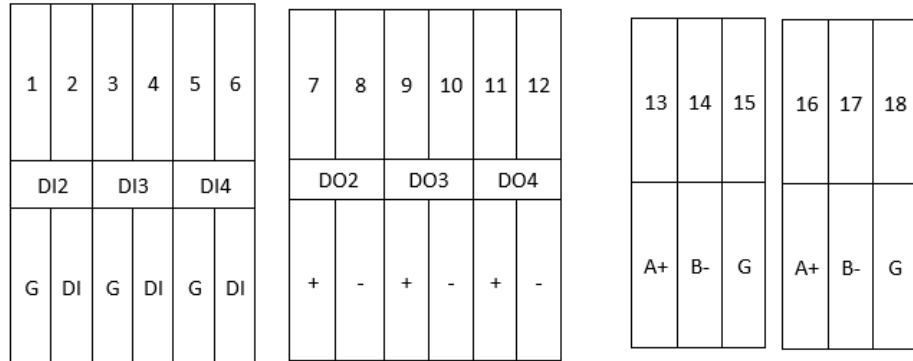 1 2 3 4 5 6 7 8 9 10 11 12 13 14 15 16 17 18
DI2 DI3 DI4 DO2 DO3 DO4
G DI G DI G DI + - + - + - A+ B- G A+ B- G